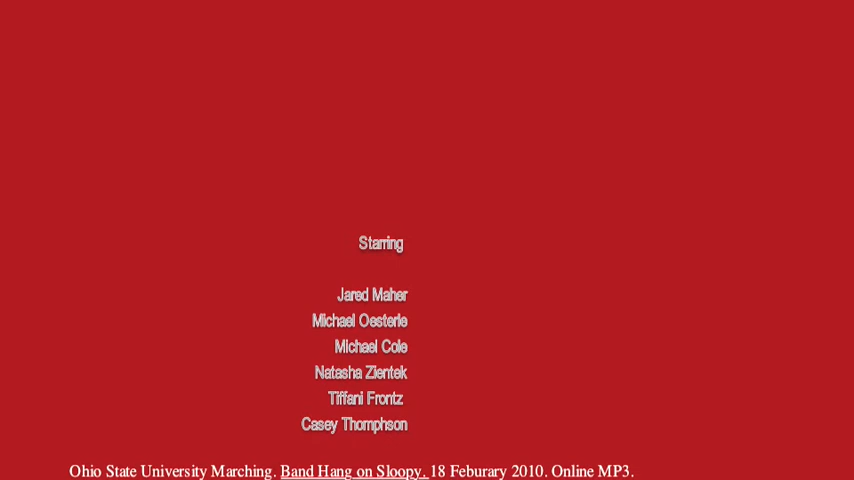 Starring
Jared Maher
Michael Oesterle
Michael Cole
Natasha Zientek
Tiffani Frontz
Casey Thomphson
Ohio State University Marching. Band Hang on Sloopy. 18 Feburary 2010. Online MP3.